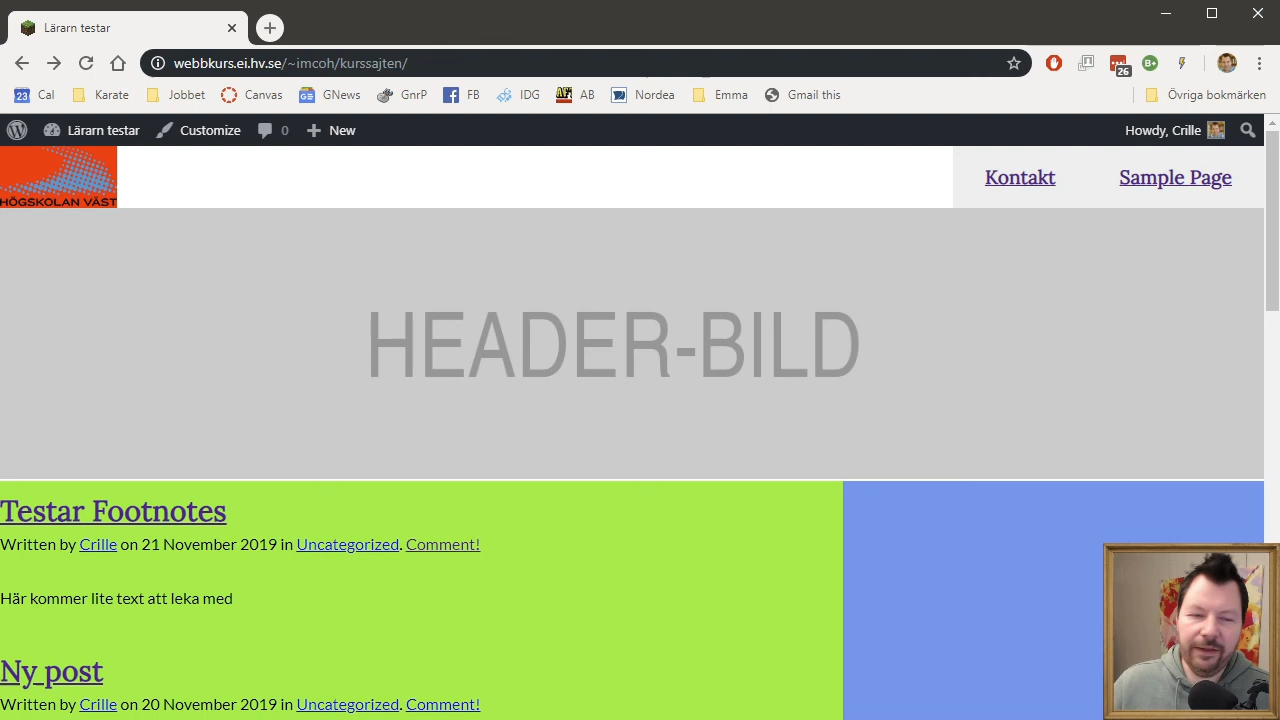 Lärarn testar
webbkurs.ei.hv.se/~imcoh/kurssajten/
26
B+
23 Cal Karate Jobbet Canvas GNews GnrP FB IDG AB Nordea Emma Gmail this Övriga bokmärken
Lärarn testar Customize 0 New Howdy, Crille
HÖGSKOLAN VÄST
Kontakt Sample Page
HEADER-BILD
Testar Footnotes
Written by Crille on 21 November 2019 in Uncategorized. Comment!
Här kommer lite text att leka med
Ny post
Written by Crille on 20 November 2019 in Uncategorized. Comment!